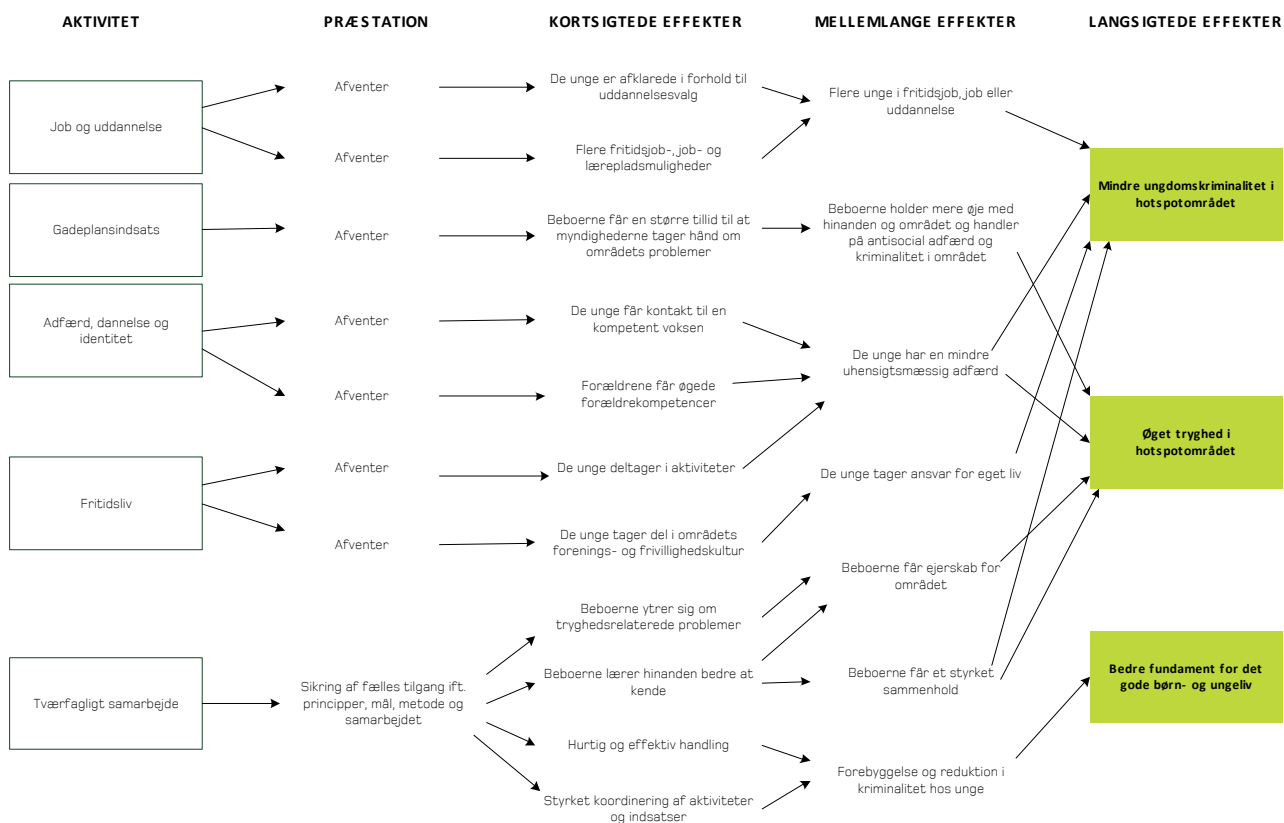 AKTIVITET
PRÆSTATION
KORTSIGTEDE EFFEKTER
MELLEMLANGE EFFEKTER
LANGSIGTEDE EFFEKTER
Job og uddannelse
Afventer
De unge er afklarede i forhold til
uddannelsesvalg
Flere unge i fritidsjob, job eller
uddannelse
Afventer
Flere fritidsjob-, job- og
lærepladsmuligheder
Mindre ungdomskriminalitet i
hotspotområdet
Gadeplansindsats
Afventer
Beboerne får en større tillid til at
myndighederne tager hånd om
områdets problemer
Beboerne holder mere øje med
hinanden og området og handler
på antisocial adfærd og
kriminalitet i området
Adfærd, dannelse og
identitet
Afventer
De unge får kontakt til en
kompetent voksen
De unge har en mindre
uhensigtsmæssig adfærd
Afventer
Forældrene får øgede
forældrekompetencer
Øget tryghed i
hotspotområdet
Fritidsliv
Afventer
De unge deltager i aktiviteter
De unge tager ansvar for eget liv
Afventer
De unge tager del i områdets
forenings- og frivillighedskultur
Beboerne får ejerskab for
området
Beboerne ytrer sig om
tryghedsrelaterede problemer
Tværfagligt samarbejde
Sikring af fælles tilgang ift.
principper, mål, metode og
samarbejdet
Beboerne lærer hinanden bedre at
kende
Beboerne får et styrket
sammenhold
Bedre fundament for det
gode børn- og ungeliv
Hurtig og effektiv handling
Forebyggelse og reduktion i
kriminalitet hos unge
Styrket koordinering af aktiviteter
og indsatser